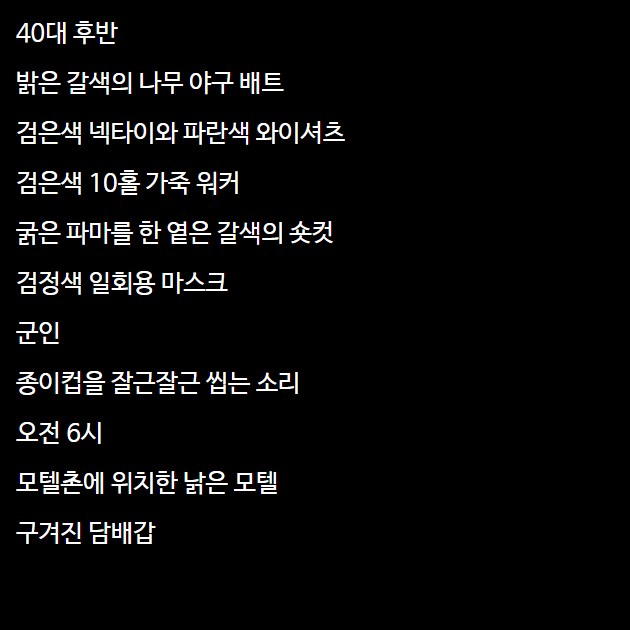 40대 후반
밝은 갈색의 나무 야구 배트
검은색 넥타이와 파란색 와이셔츠
검은색 10홀 가죽 워커
굵은 파마를 한 옅은 갈색의 숏컷
검정색 일회용 마스크
군인
종이컵을 잘근잘근 씹는 소리
오전 6시
모텔촌에 위치한 낡은 모텔
구겨진 담배갑